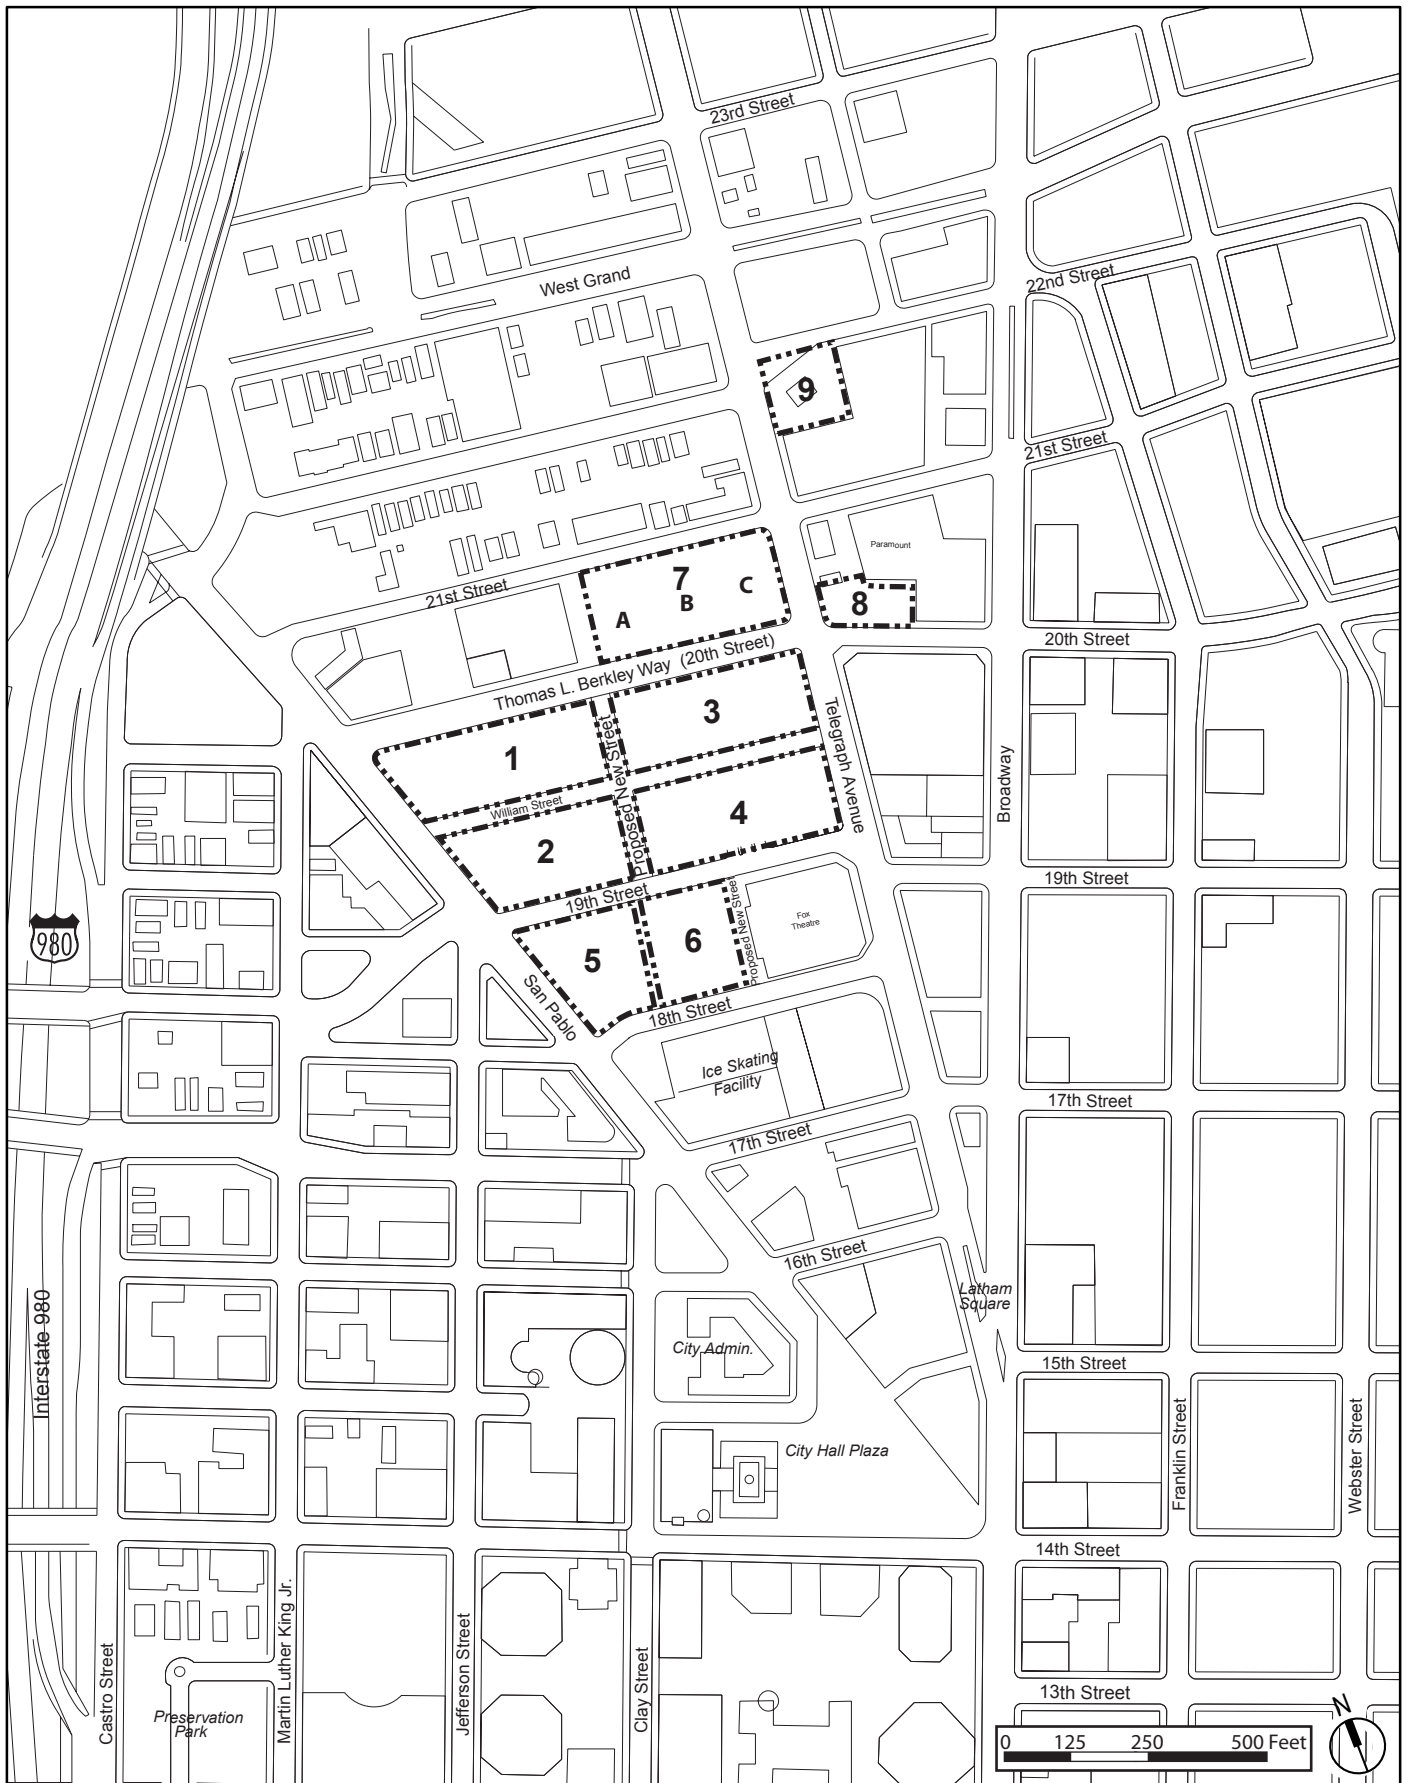 23rd Street
West Grand
22nd Street
9
21st Street
Paramount
7
C
B
A
8
21st Street
20th Street
Thomas L. Berkley Way (20th Street)
3
1
Proposed New Street
Telegraph Avenue
Broadway
William Street
4
2
Proposed New Street
19th Street
19th Street
Proposed New Street
Fox
Theatre
980
6
5
San Pablo
18th Street
Ice Skating
Facility
17th Street
17th Street
16th Street
Latham
Square
Interstate 980
City Admin.
15th Street
City Hall Plaza
Franklin Street
Webster Street
14th Street
Castro Street
Martin Luther King Jr.
Jefferson Street
Clay Street
13th Street
Preservation
Park
N
0 125 250 500 Feet